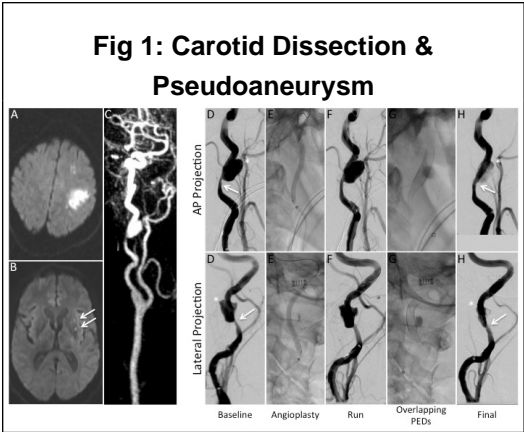 Fig 1: Carotid Dissection &
Pseudoaneurysm
A
C
D
E
F
G
H
AP Projection
B
D
E
F
G
H
Lateral Projection
Baseline
Angioplasty
Run
Overlapping
PEDs
Final